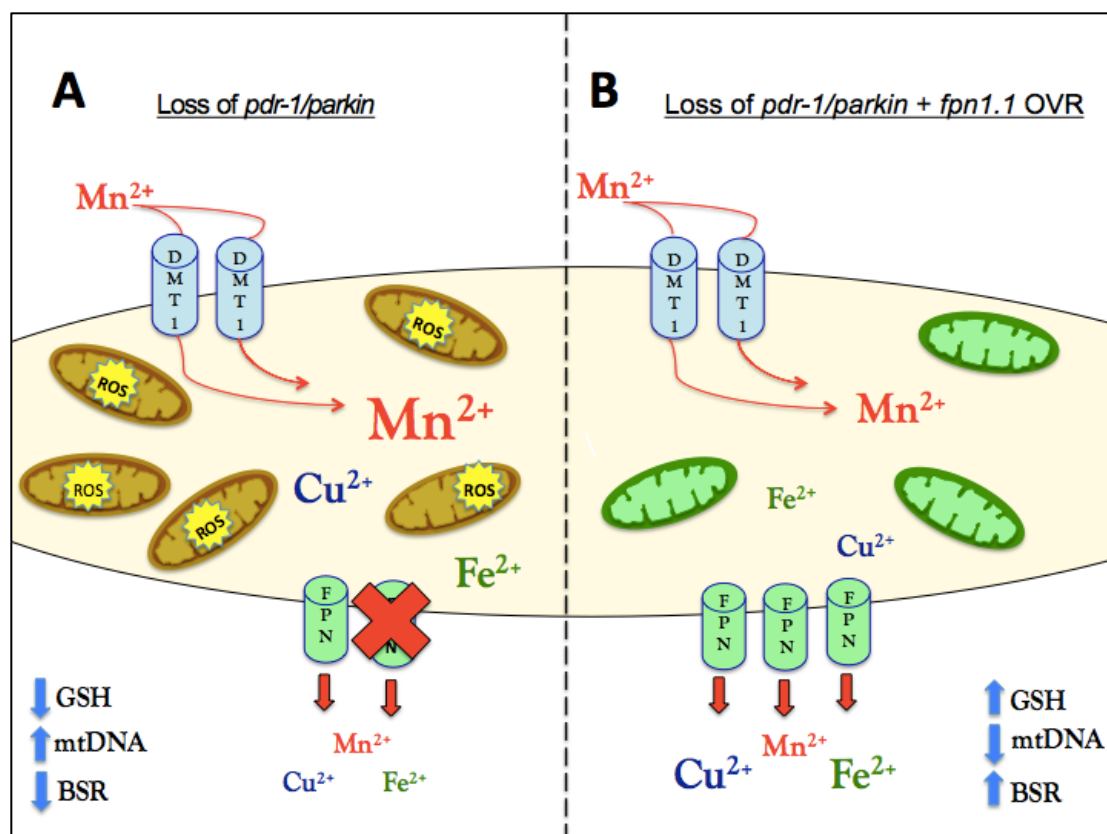 A
Loss of pdr-1/parkin
Mn²⁺
D
M
T
1
D
M
T
1
ROS
ROS
Mn²⁺
Cu²⁺
ROS
ROS
ROS
Fe²⁺
F
P
N
N
GSH
mtDNA
BSR
Mn²⁺
Cu²⁺
Fe²⁺
B
Loss of pdr-1/parkin + fpn1.1 OVR
Mn²⁺
D
M
T
1
D
M
T
1
Mn²⁺
Fe²⁺
Cu²⁺
F
P
N
F
P
N
F
P
N
Mn²⁺
Cu²⁺
Fe²⁺
GSH
mtDNA
BSR